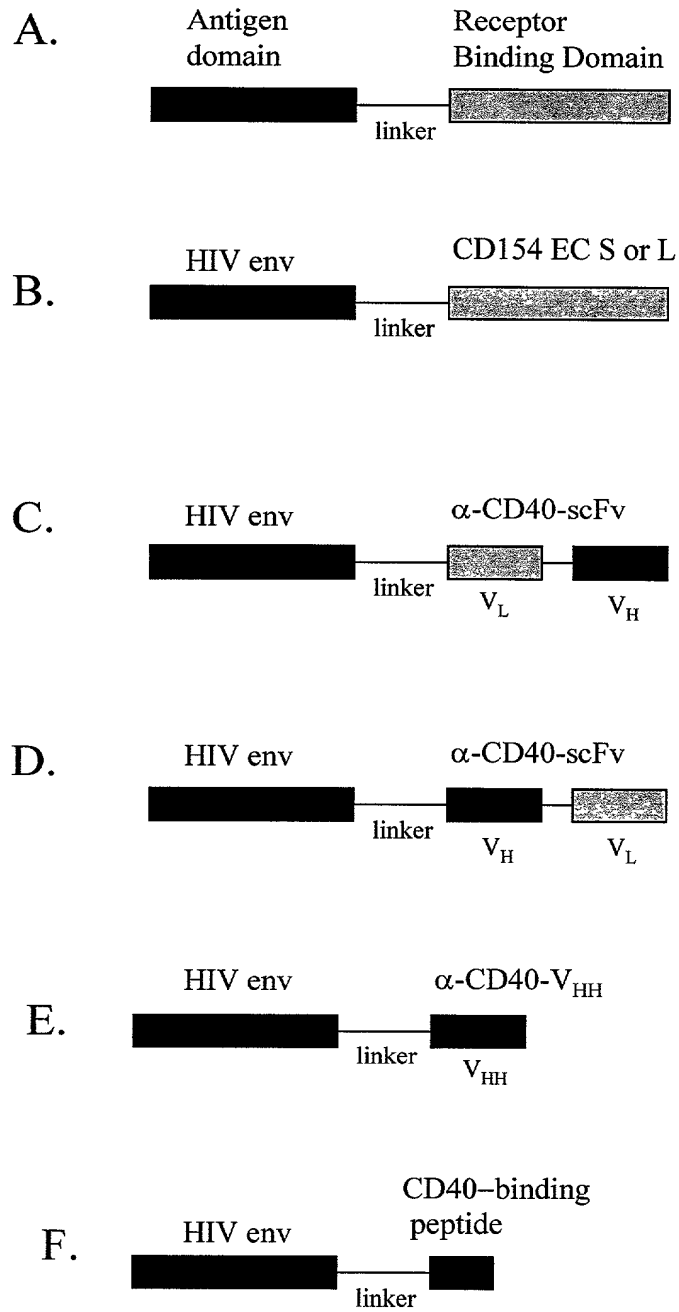 A.
Antigen
domain
Receptor
Binding Domain
linker
B.
HIV env
CD154 EC S or L
linker
C.
HIV env
α-CD40-scFv
linker
V_L
V_H
D.
HIV env
α-CD40-scFv
linker
V_H
V_L
E.
HIV env
α-CD40-V_HH
linker
V_HH
F.
HIV env
CD40–binding
peptide
linker